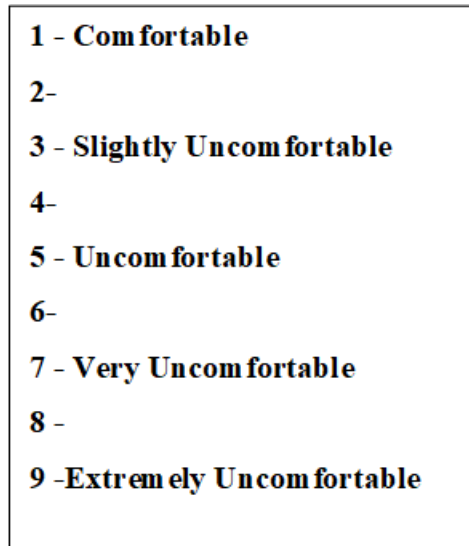 1 - Comfortable
2-
3 - Slightly Uncomfortable
4-
5 - Uncomfortable
6-
7 - Very Uncomfortable
8 -
9 -Extremely Uncomfortable